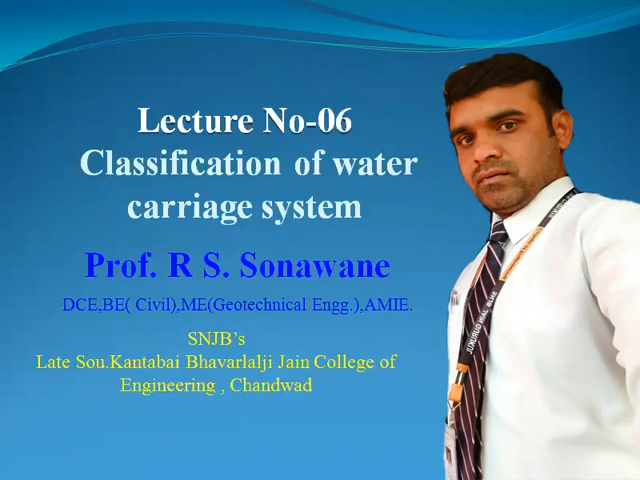 Lecture No-06
Classification of water
carriage system
Prof. R S. Sonawane
DCE,BE( Civil),ME(Geotechnical Engg.),AMIE.
SNJB’s
Late Sou.Kantabai Bhavarlalji Jain College of
Engineering , Chandwad